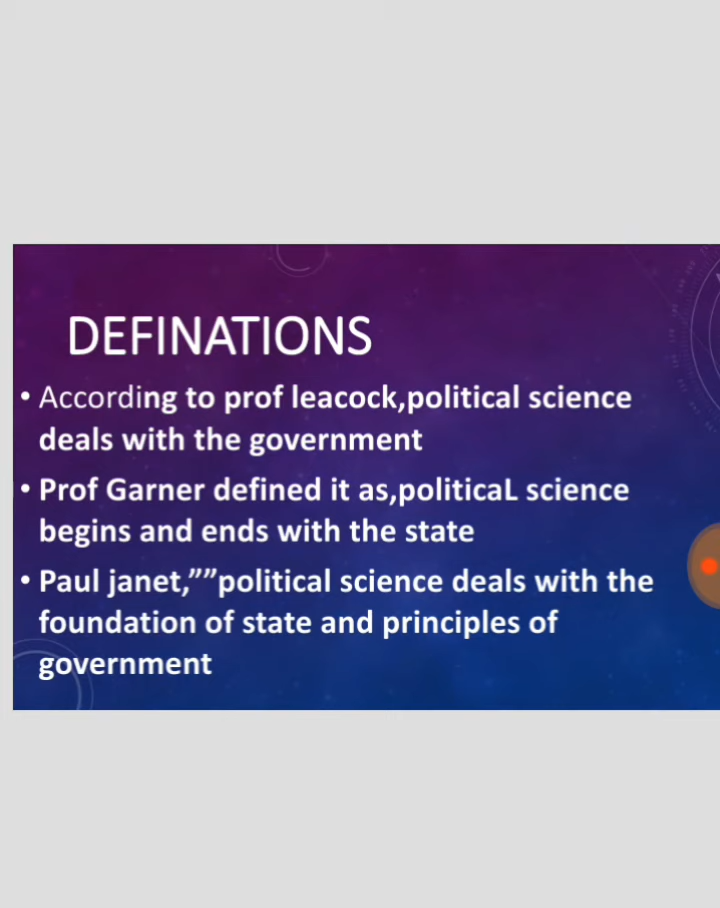 DEFINATIONS
• According to prof leacock,political science
deals with the government
• Prof Garner defined it as,politicaL science
begins and ends with the state
• Paul janet,””political science deals with the
foundation of state and principles of
government